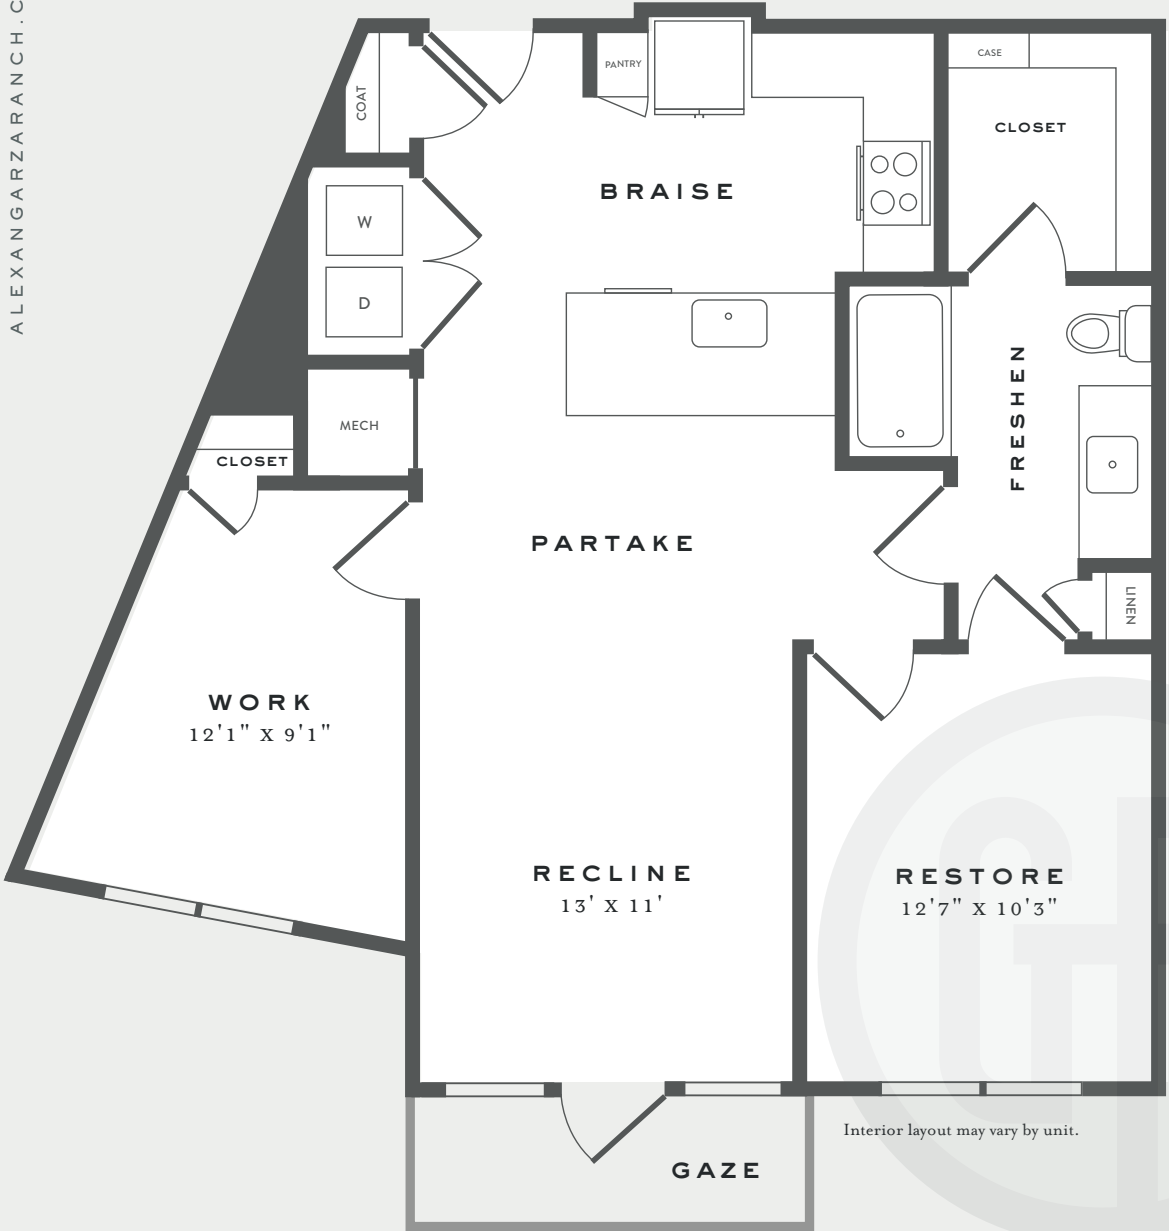 ALEXANGARZARANCH.C
COAT
PANTRY
CASE
CLOSET
BRAISE
W
D
MECH
CLOSET
FRESHEN
PARTAKE
LINEN
WORK
12'1" X 9'1"
RECLINE
13' X 11'
RESTORE
12'7" X 10'3"
Interior layout may vary by unit.
GAZE